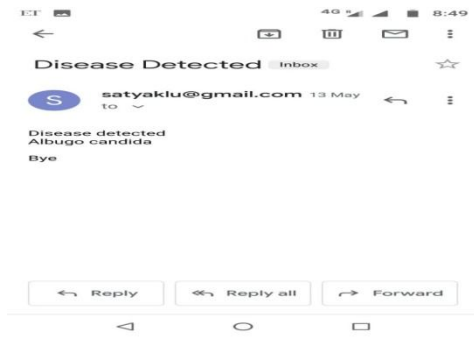 4G 8:49
Disease Detected Inbox
S satyaklu@gmail.com 13 May
to
Disease detected
Albugo candida
Bye
Reply Reply all Forward